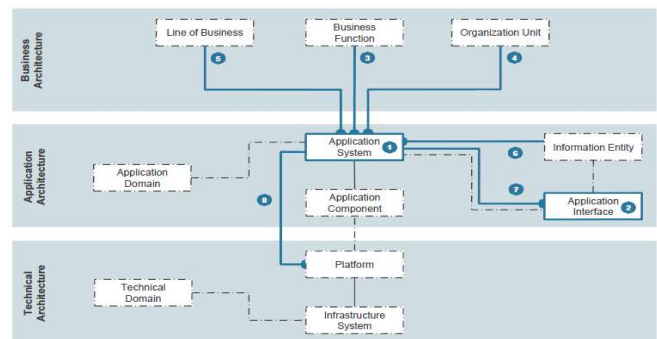 Business
Architecture
Line of Business
Business
Function
Organization Unit
5
3
4
Application
Architecture
Application
System
1
Information Entity
6
Application
Domain
7
8
Application
Component
Application
Interface
2
Technical
Architecture
Platform
Technical
Domain
Infrastructure
System